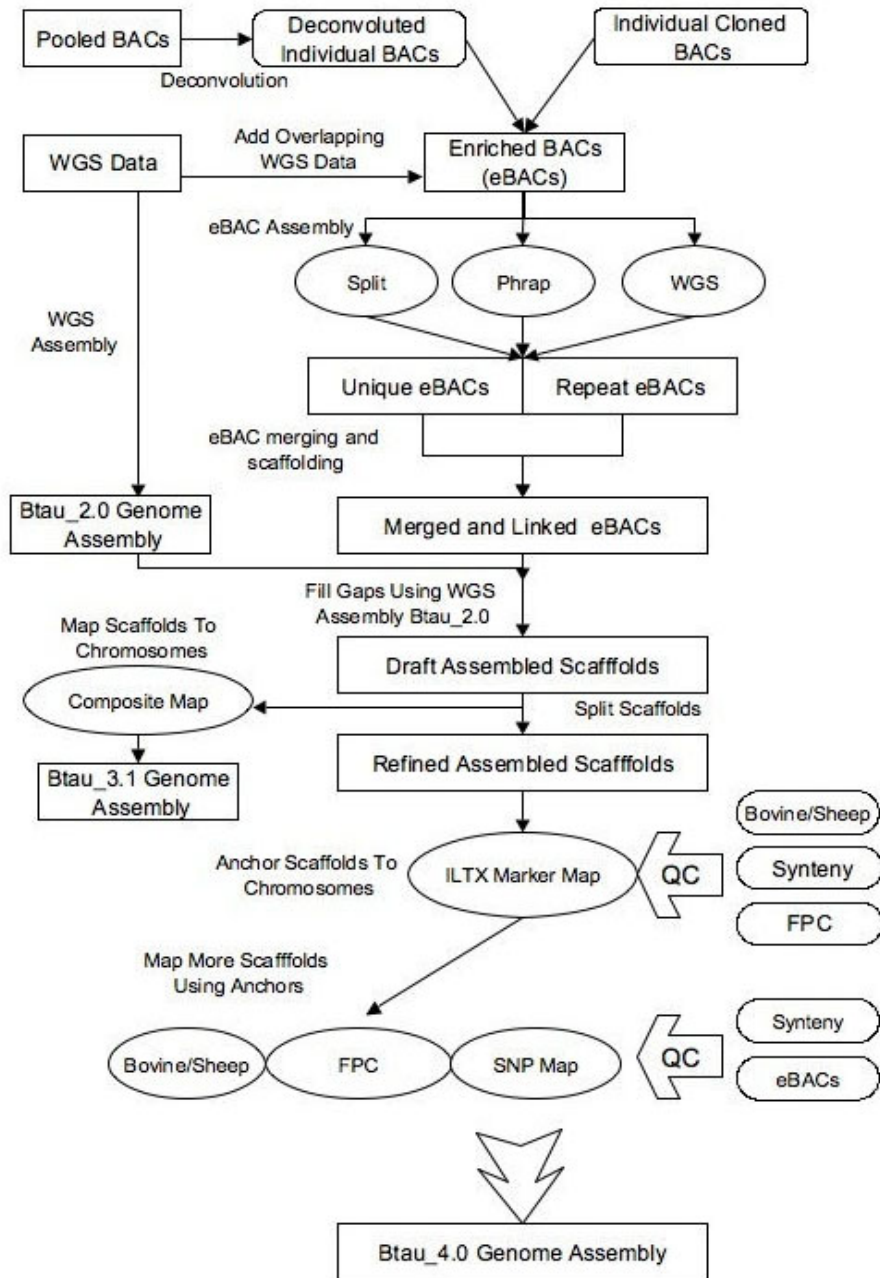 Pooled BACs
Deconvoluted
Individual BACs
Individual Cloned
BACs
Deconvolution
WGS Data
Add Overlapping
WGS Data
Enriched BACs
(eBACs)
eBAC Assembly
Split
Phrap
WGS
WGS
Assembly
Unique eBACs
Repeat eBACs
eBAC merging and
scaffolding
Btau_2.0 Genome
Assembly
Merged and Linked eBACs
Fill Gaps Using WGS
Assembly Btau_2.0
Map Scaffolds To
Chromosomes
Draft Assembled Scafffolds
Composite Map
Split Scaffolds
Refined Assembled Scafffolds
Btau_3.1 Genome
Assembly
Bovine/Sheep
Anchor Scaffolds To
Chromosomes
ILTX Marker Map
QC
Synteny
FPC
Map More Scafffolds
Using Anchors
Bovine/Sheep
FPC
SNP Map
QC
Synteny
eBACs
Btau_4.0 Genome Assembly